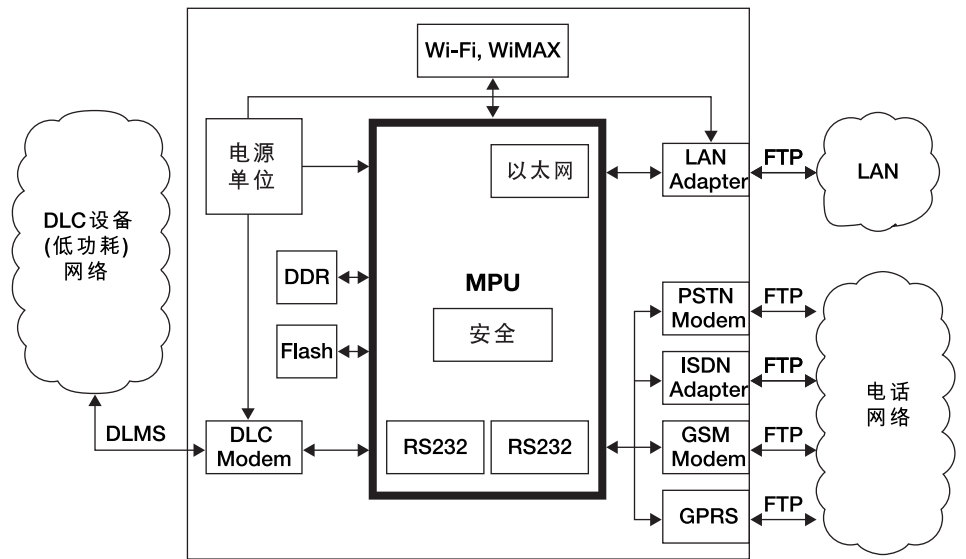 Wi-Fi, WiMAX
电源
单位
以太网
LAN
Adapter
FTP
LAN
DLC设备
(低功耗)
网络
DDR
MPU
PSTN
Modem
FTP
Flash
安全
ISDN
Adapter
FTP
电话
网络
DLMS
DLC
Modem
RS232
RS232
GSM
Modem
FTP
GPRS
FTP